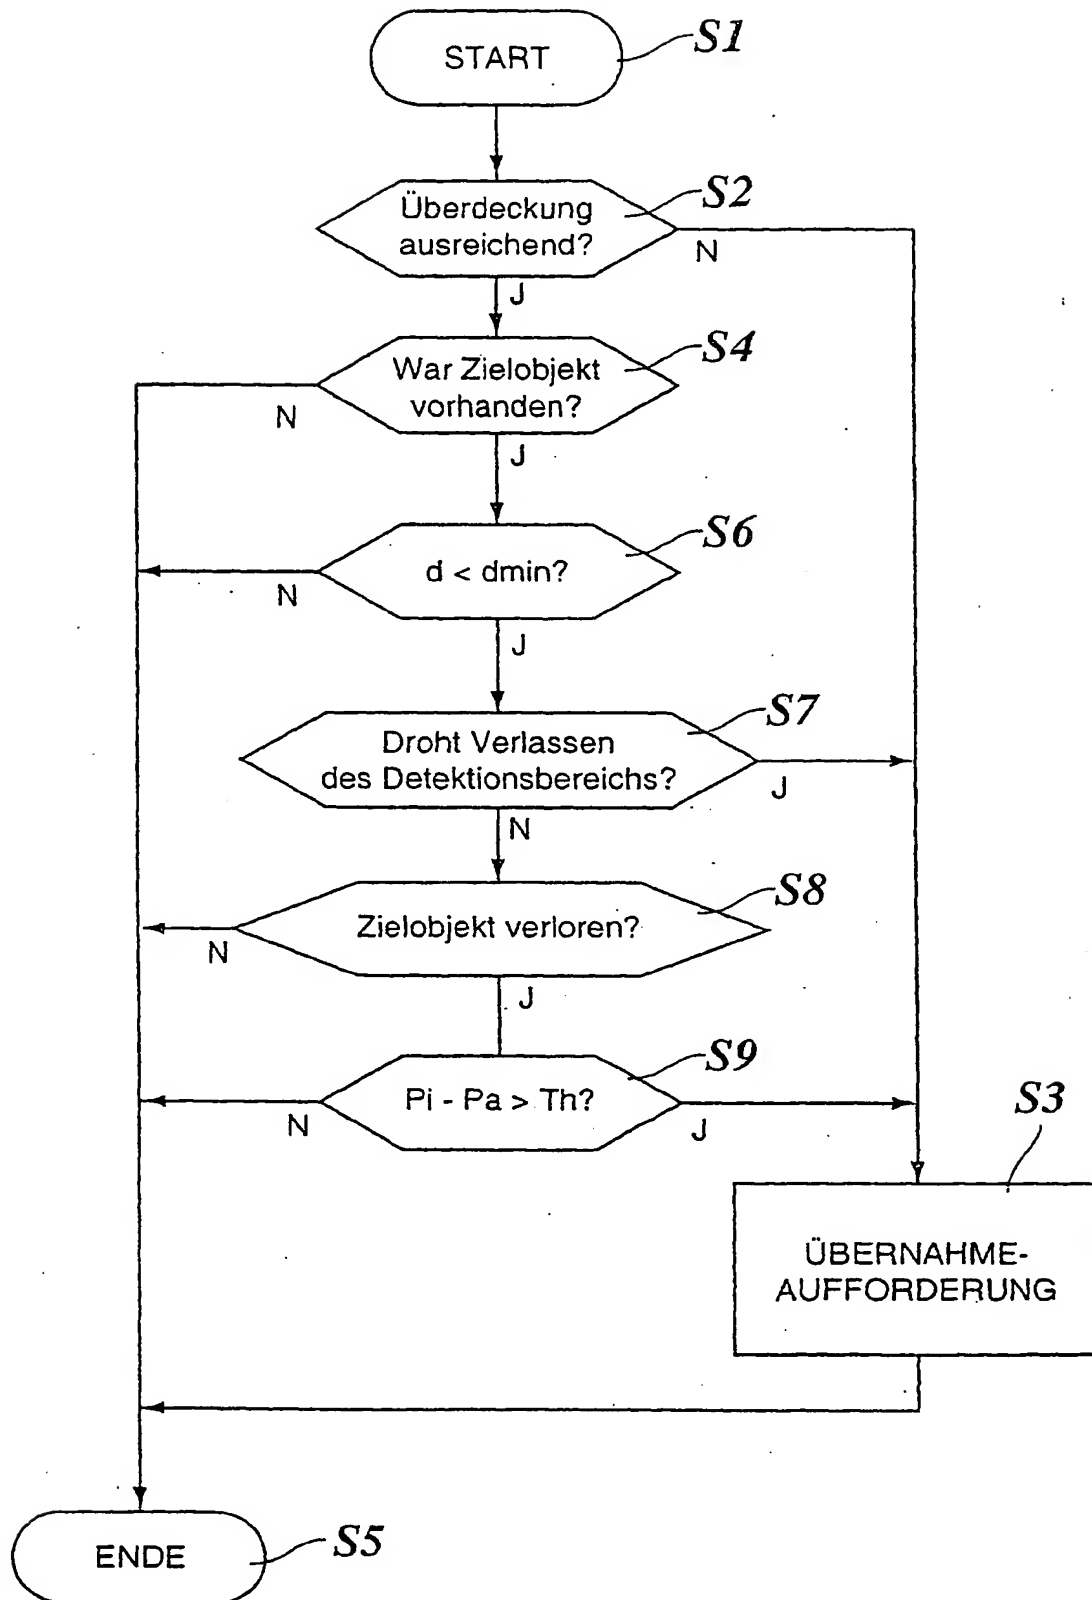 START
S1
Überdeckung
ausreichend?
S2
N
J
War Zielobjekt
vorhanden?
S4
N
J
d < dmin?
S6
N
J
Droht Verlassen
des Detektionsbereichs?
S7
J
N
Zielobjekt verloren?
S8
N
J
Pi - Pa > Th?
S9
N
J
S3
ÜBERNAHME-
AUFFORDERUNG
ENDE
S5